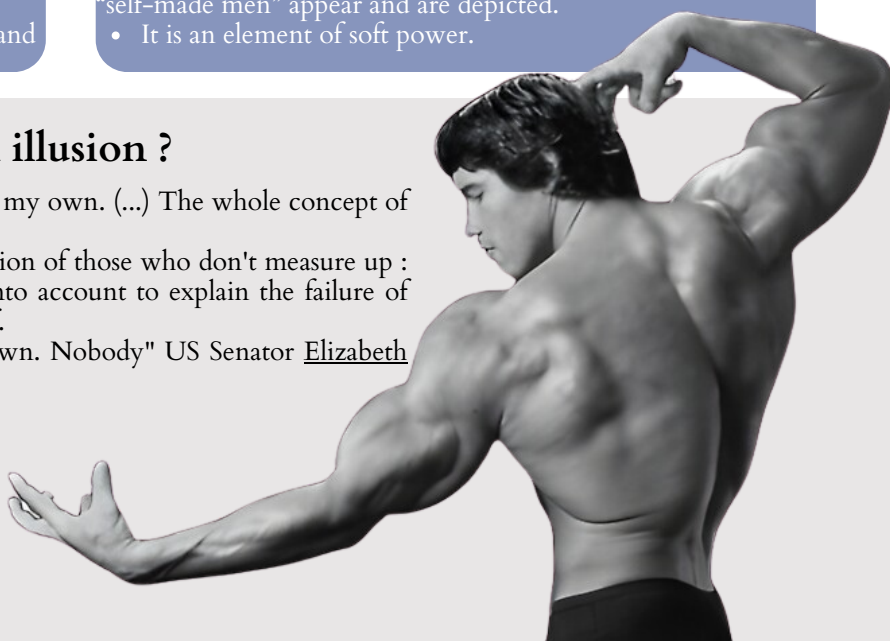 “self-made men” appear and are depicted.
and
• It is an element of soft power.
illusion ?
my own. (...) The whole concept of
ion of those who don't measure up :
nto account to explain the failure of
wn. Nobody" US Senator Elizabeth